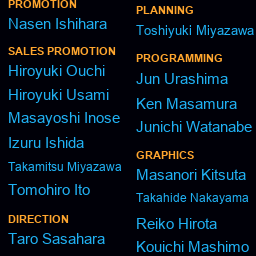 PROMOTION
Nasen Ishihara
SALES PROMOTION
Hiroyuki Ouchi
Hiroyuki Usami
Masayoshi Inose
Izuru Ishida
Takamitsu Miyazawa
Tomohiro Ito
DIRECTION
Taro Sasahara
PLANNING
Toshiyuki Miyazawa
PROGRAMMING
Jun Urashima
Ken Masamura
Junichi Watanabe
GRAPHICS
Masanori Kitsuta
Takahide Nakayama
Reiko Hirota
Kouichi Mashimo